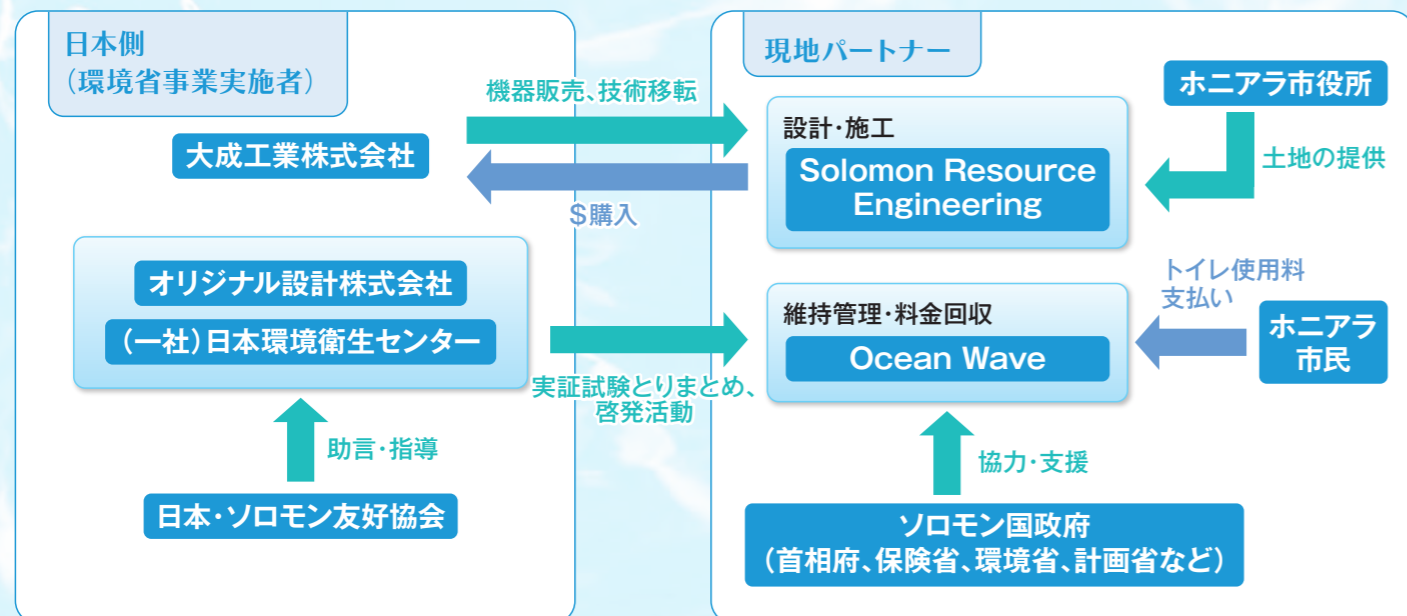 日本側
（環境省事業実施者）
大成工業株式会社
オリジナル設計株式会社
（一社）日本環境衛生センター
助言・指導
日本・ソロモン友好協会
機器販売、技術移転
＄購入
実証試験とりまとめ、
啓発活動
現地パートナー
設計・施工
Solomon Resource
Engineering
ホニアラ市役所
土地の提供
維持管理・料金回収
Ocean Wave
トイレ使用料
支払い
ホニアラ
市民
協力・支援
ソロモン国政府
（首相府、保険省、環境省、計画省など）